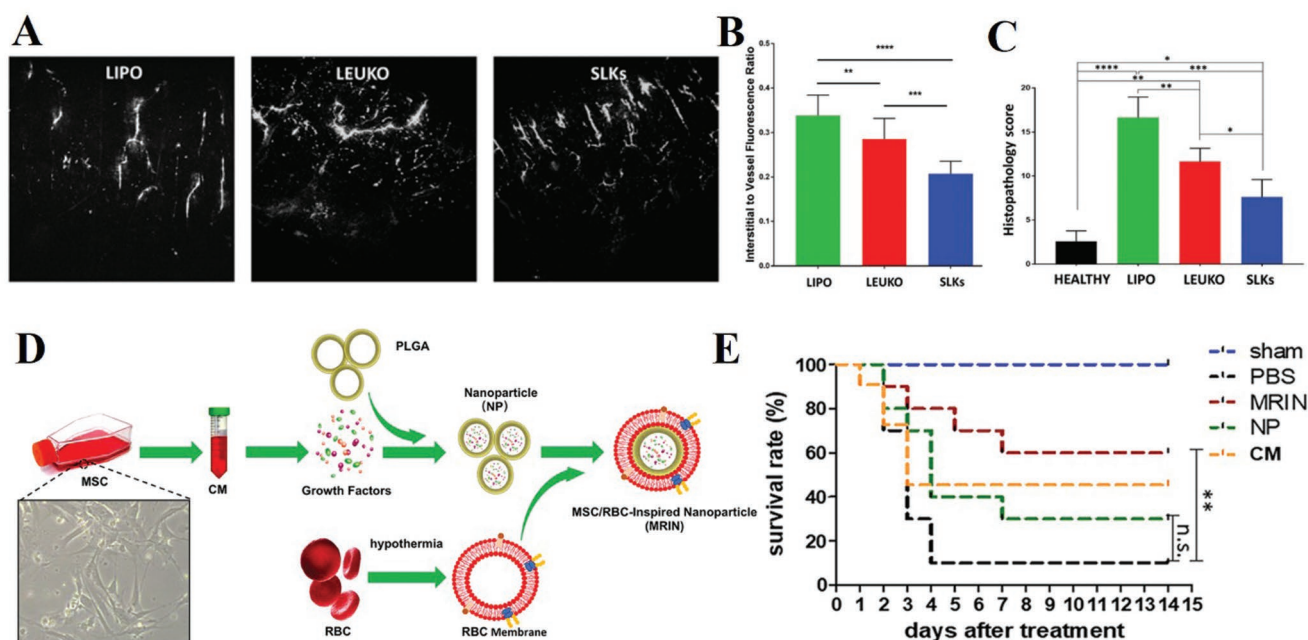 A
LIPO
LEUKO
SLKs
B
Interstitial to Vessel Fluorescence Ratio
0.5
0.4
0.3
0.2
0.1
0.0
****
**
***
LIPO
LEUKO
SLKs
C
Histopathology score
20
15
10
5
0
*
****
***
**
**
*
HEALTHY
LIPO
LEUKO
SLKs
D
PLGA
Nanoparticle
(NP)
MSC
CM
Growth Factors
MSC/RBC-Inspired Nanoparticle
(MRIN)
hypothermia
RBC
RBC Membrane
E
survival rate (%)
100
80
60
40
20
0
0 1 2 3 4 5 6 7 8 9 10 11 12 13 14 15
days after treatment
sham
PBS
MRIN
NP
CM
**
n.s.